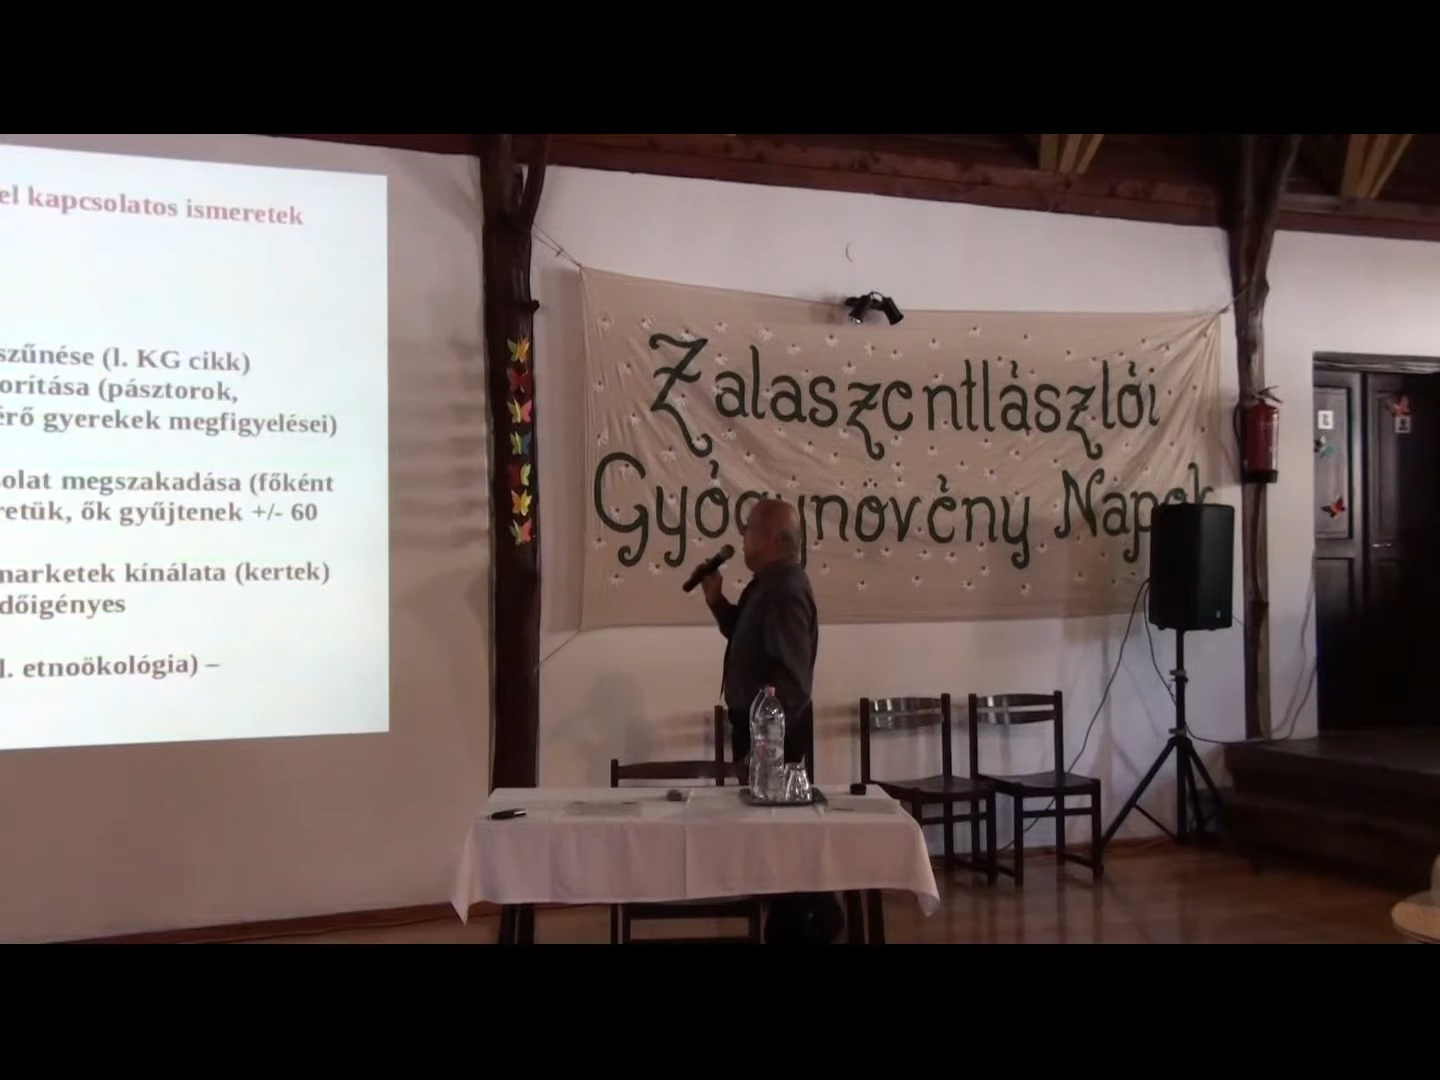 el kapcsolatos ismeretek
szűnése (l. KG cikk)
orítása (pásztorok,
érő gyerekek megfigyelései)
olat megszakadása (főként
retük, ők gyűjtenek +/- 60
marketek kínálata (kertek)
dőigényes
l. etnoökológia) –
Zalaszentlászlói
Gyógynövény Napok